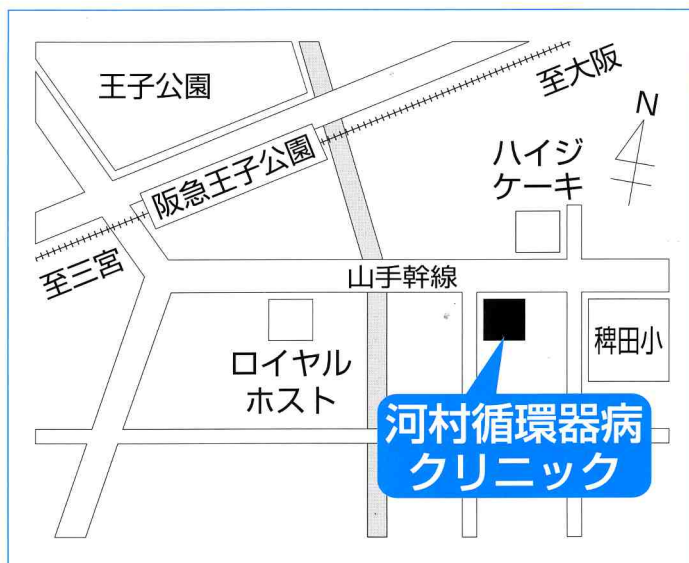 王子公園
至大阪
N
阪急王子公園
ハイジ
ケーキ
至三宮
山手幹線
ロイヤル
ホスト
稗田小
河村循環器病
クリニック